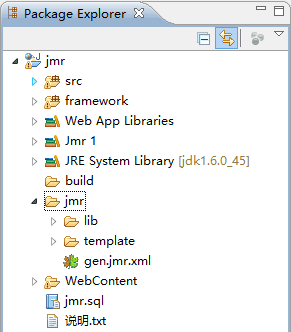 Package Explorer
jmr
src
framework
Web App Libraries
Jmr 1
JRE System Library [jdk1.6.0_45]
build
jmr
lib
template
gen.jmr.xml
WebContent
jmr.sql
说明.txt